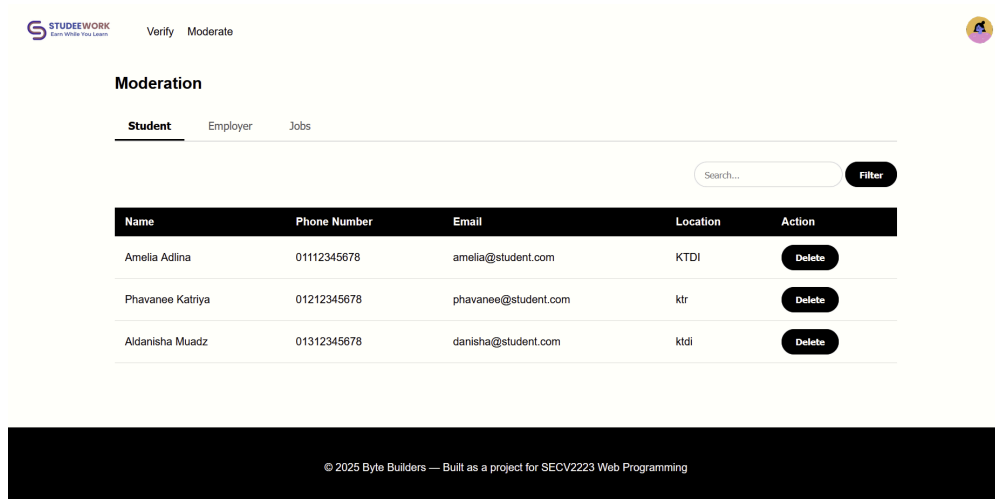 STUDEEWORK
Earn While You Learn
Verify Moderate
Moderation
Student Employer Jobs
Search... Filter
Name Phone Number Email Location Action
Amelia Adlina 01112345678 amelia@student.com KTDI Delete
Phavanee Katriya 01212345678 phavanee@student.com ktr Delete
Aldanisha Muadz 01312345678 danisha@student.com ktdi Delete
© 2025 Byte Builders — Built as a project for SECV2223 Web Programming